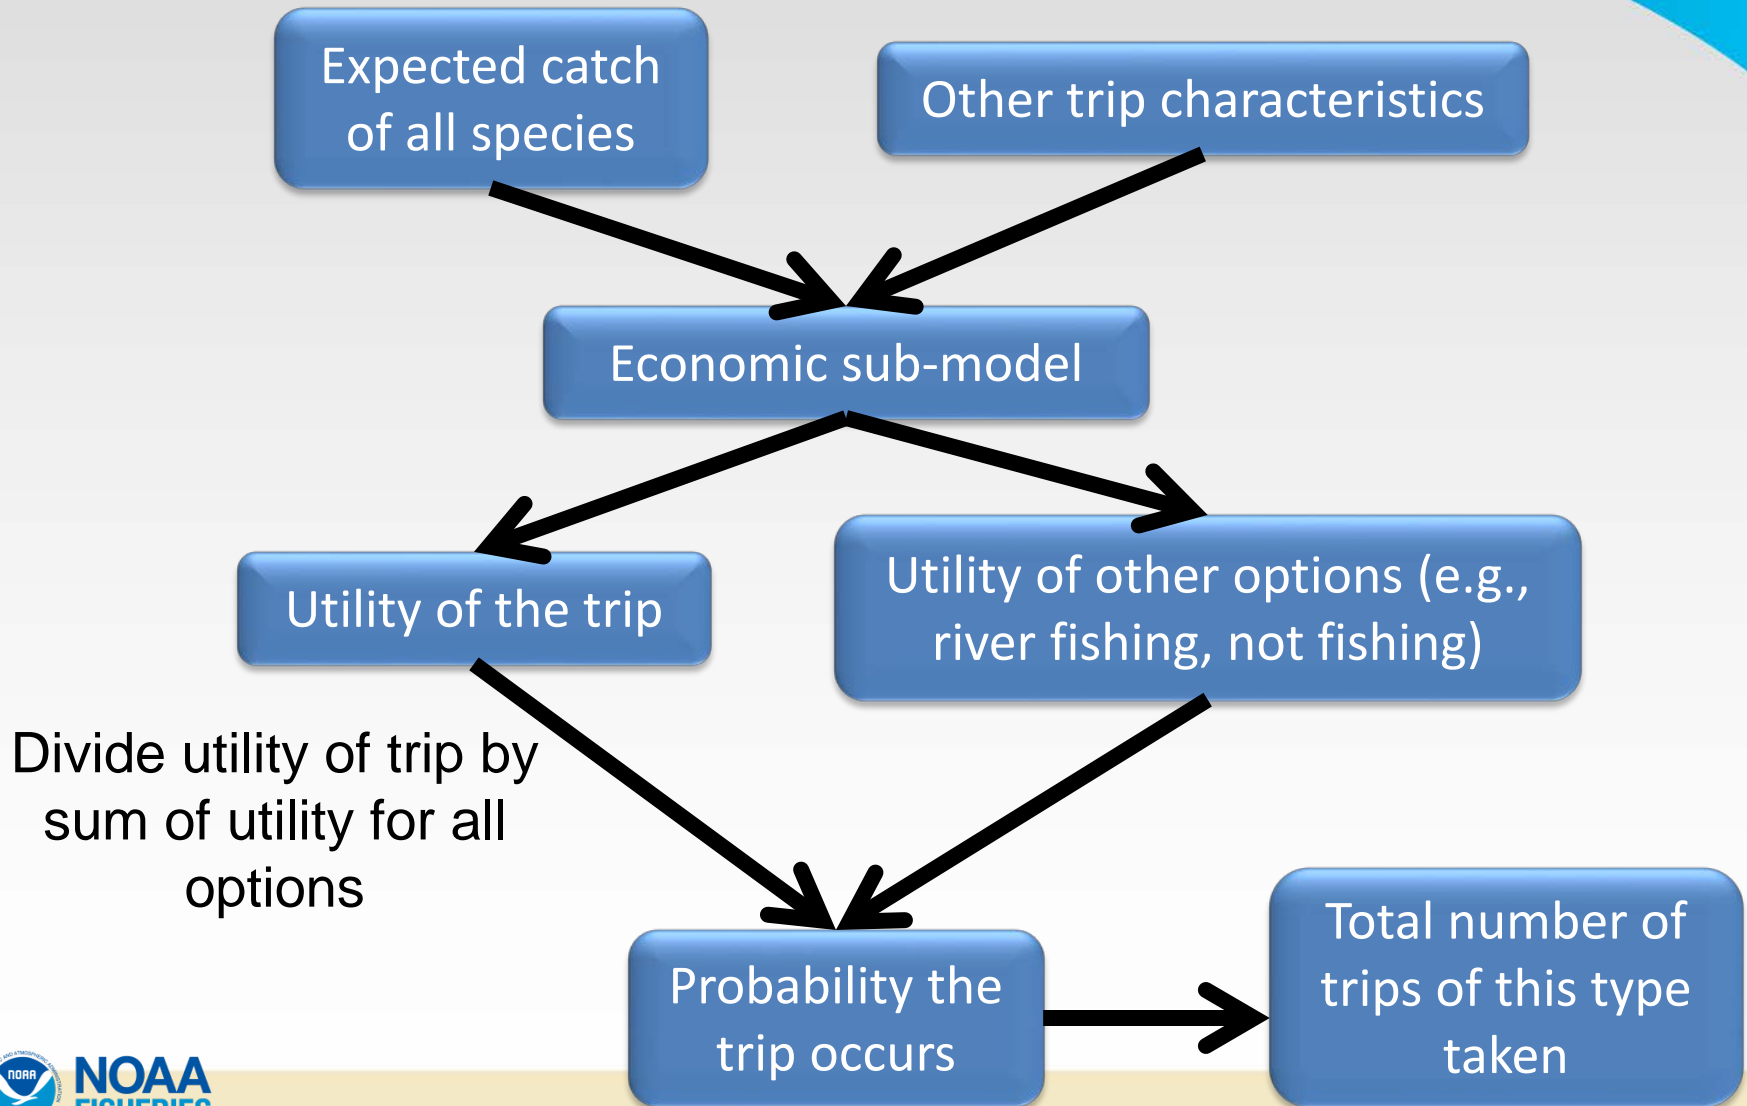 Expected catch
of all species
Other trip characteristics
Economic sub-model
Utility of the trip
Utility of other options (e.g.,
river fishing, not fishing)
Divide utility of trip by
sum of utility for all
options
Probability the
trip occurs
Total number of
trips of this type
taken
NOAA
NOAA
FISHERIES